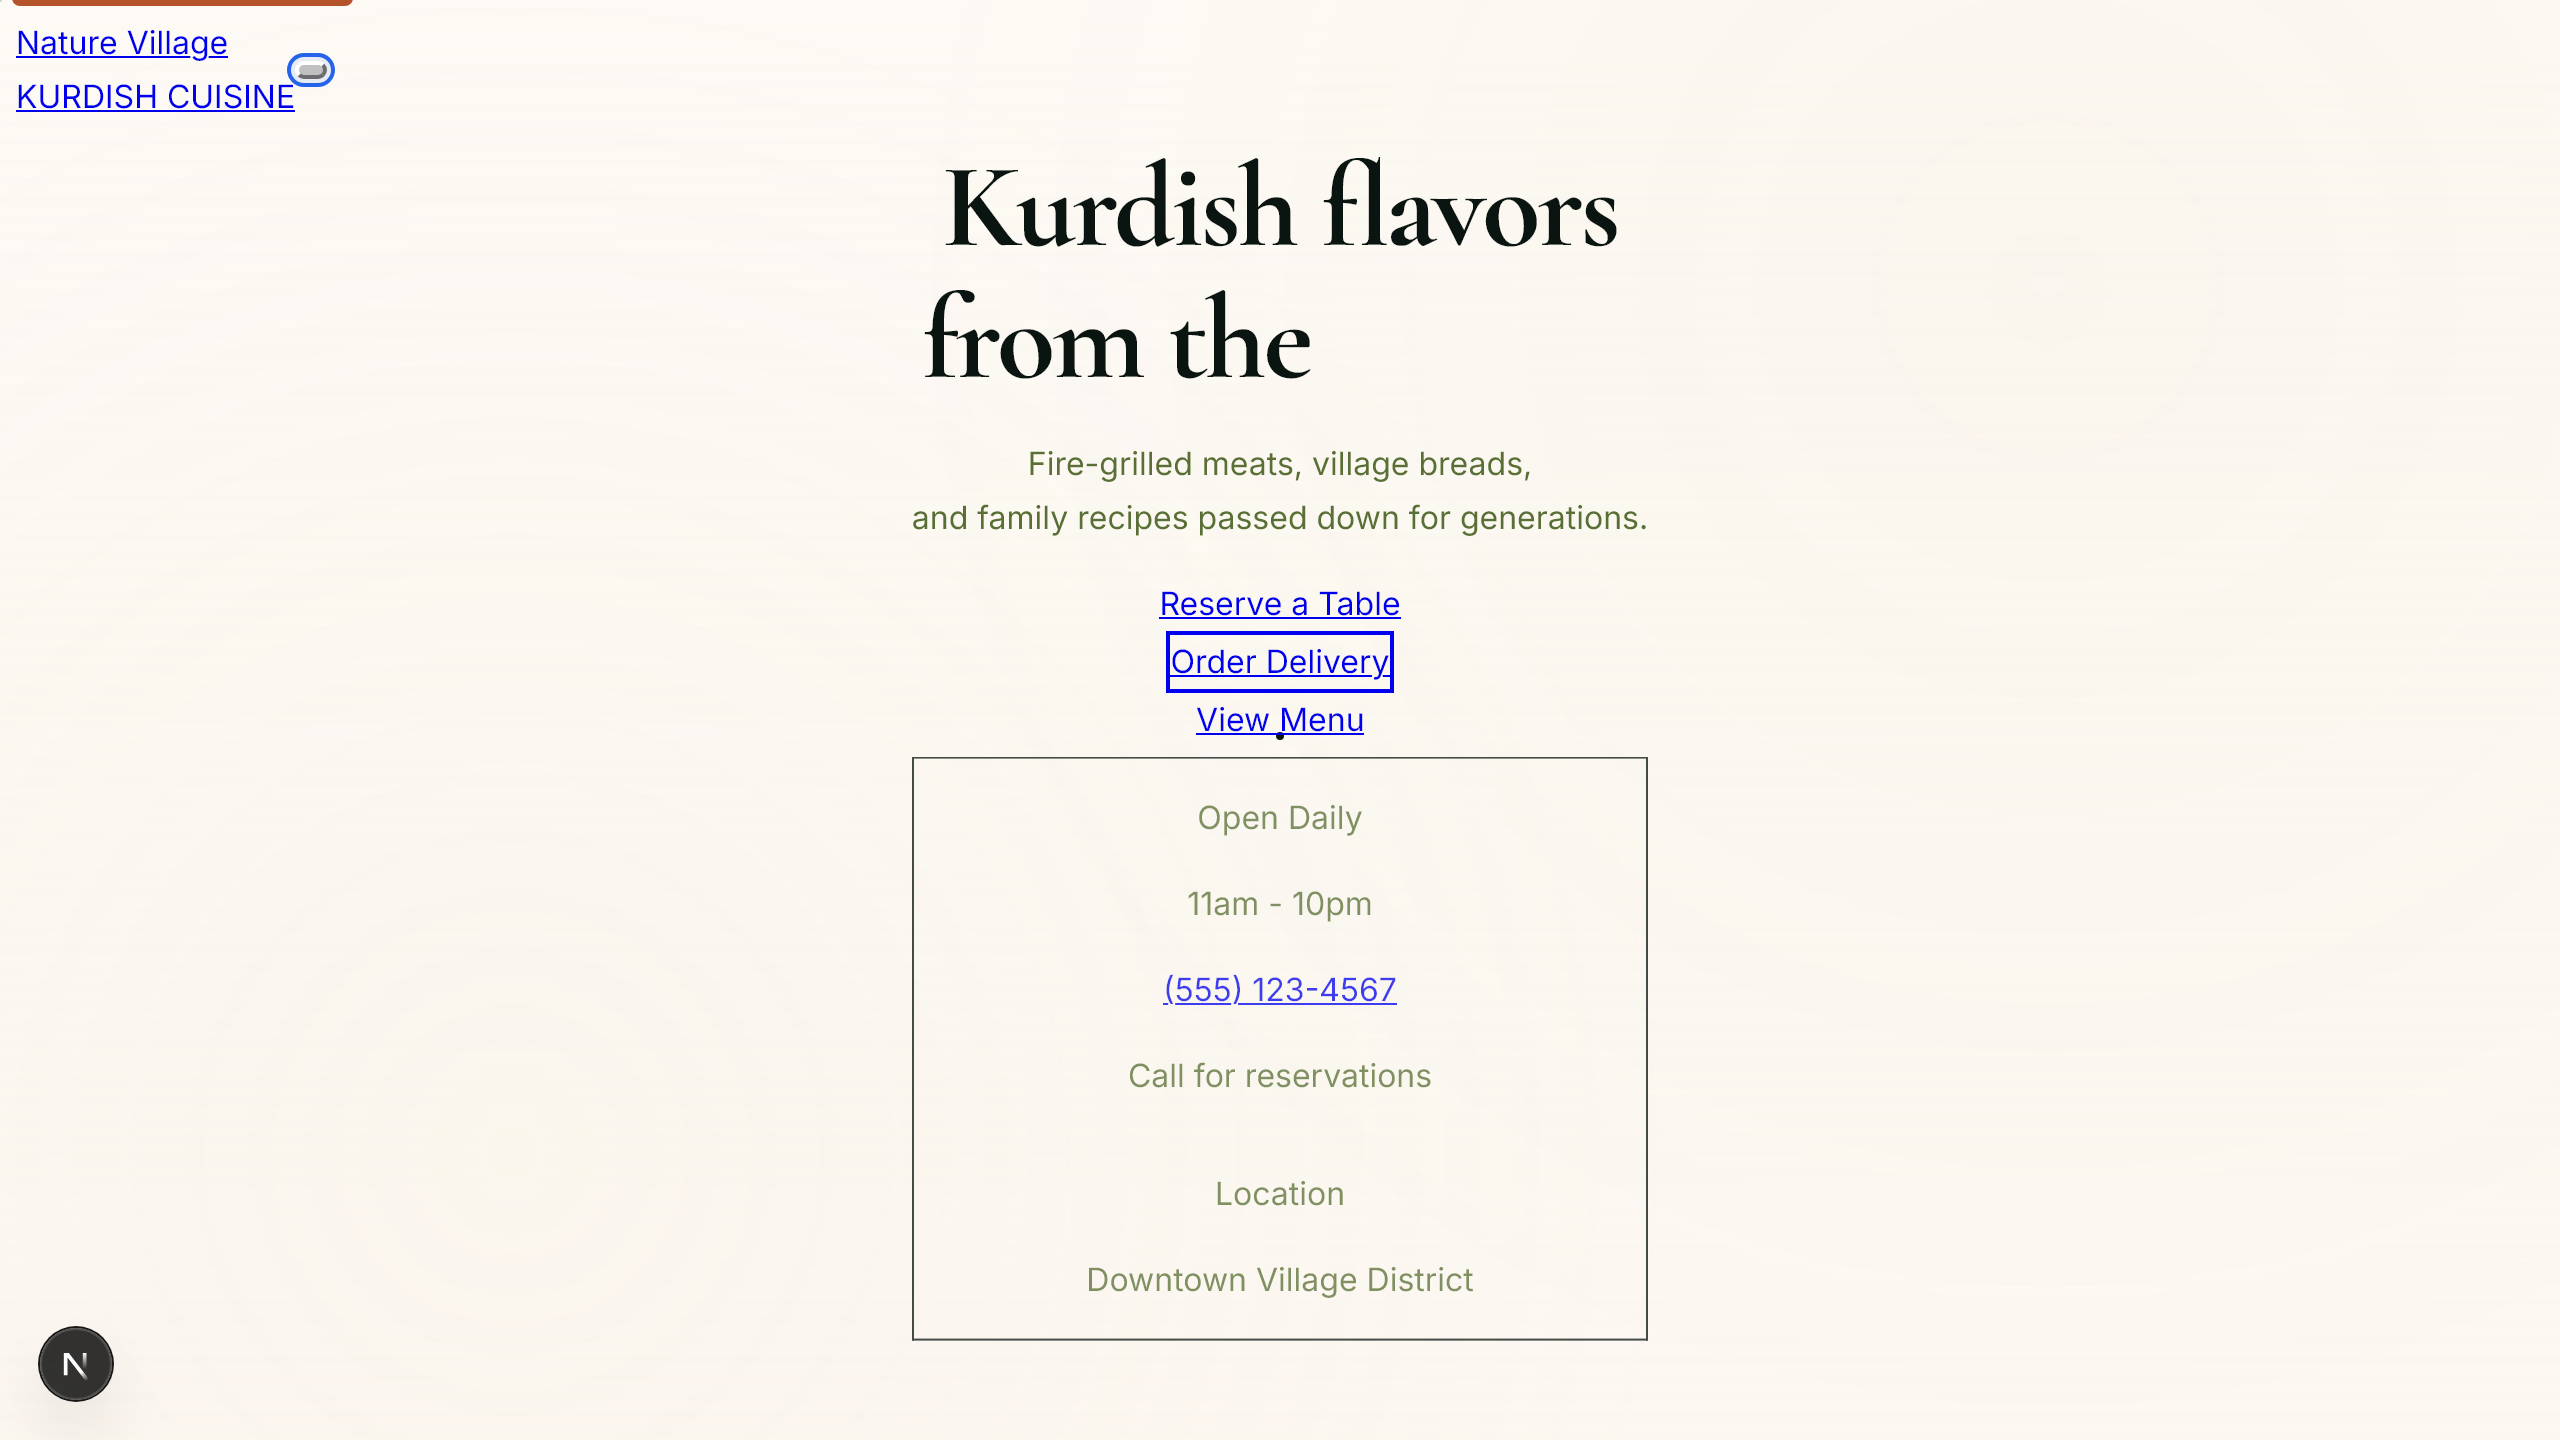 Nature Village
KURDISH CUISINE
Kurdish flavors
from the
Fire-grilled meats, village breads,
and family recipes passed down for generations.
Reserve a Table
Order Delivery
View Menu
Open Daily
11am - 10pm
(555) 123-4567
Call for reservations
Location
Downtown Village District
N